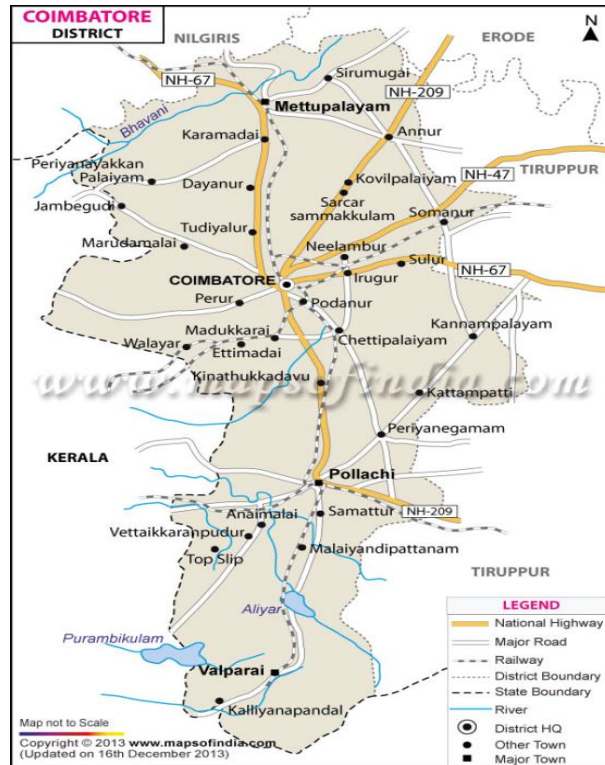 COIMBATORE
DISTRICT
NILGIRIS
ERODE
N
NH-67
Sirumugai
NH-209
Mettupalayam
Bhavani
Karamadai
Annur
Periyanayakkan
Palaiyam
NH-47
TIRUPPUR
Dayanur
Kovilpalaiyam
Jambegudi
Sarcar
sammakkulam
Somanur
Tudiyalur
Marudamalai
Neelambur
Sulur
COIMBATORE
Irugur
NH-67
Perur
Podanur
Madukkarai
Kannampalayam
Walayar
Chettipalaiyam
Ettimadai
Kinathukkadavu
www.mapsofindia.com
Kattampatti
Periyanegamam
KERALA
Pollachi
Anaimalai
Samattur
NH-209
Vettaikkaranpudur
Malaiyandipattanam
Top Slip
TIRUPPUR
Aliyar
Purambikulam
Valparai
Kalliyanapandal
LEGEND
National Highway
Major Road
Railway
District Boundary
State Boundary
River
District HQ
Other Town
Major Town
Map not to Scale
Copyright © 2013 www.mapsofindia.com
(Updated on 16th December 2013)